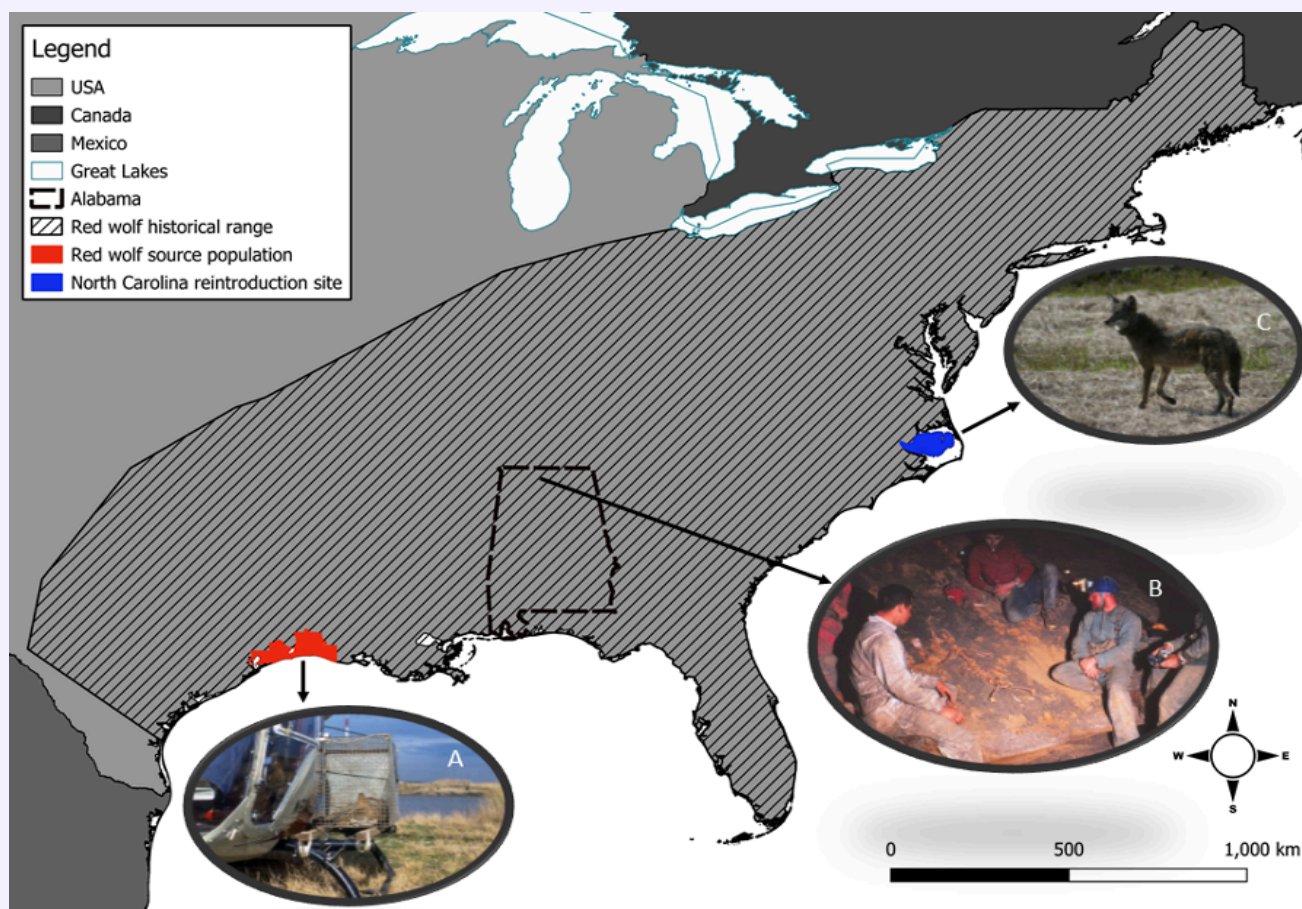 Legend
USA
Canada
Mexico
Great Lakes
Alabama
Red wolf historical range
Red wolf source population
North Carolina reintroduction site
C
B
A
N
W E
S
0 500 1,000 km